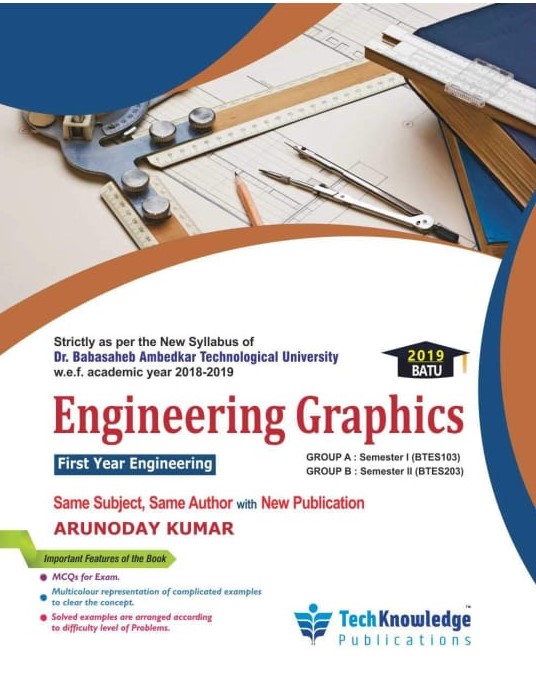 Strictly as per the New Syllabus of
Dr. Babasaheb Ambedkar Technological University
w.e.f. academic year 2018-2019
2019
BATU
Engineering Graphics
First Year Engineering
GROUP A : Semester I (BTES103)
GROUP B : Semester II (BTES203)
Same Subject, Same Author with New Publication
ARUNODAY KUMAR
Important Features of the Book
MCQs for Exam.
Multicolour representation of complicated examples
to clear the concept.
Solved examples are arranged according
to difficulty level of Problems.
TechKnowledge™
Publications